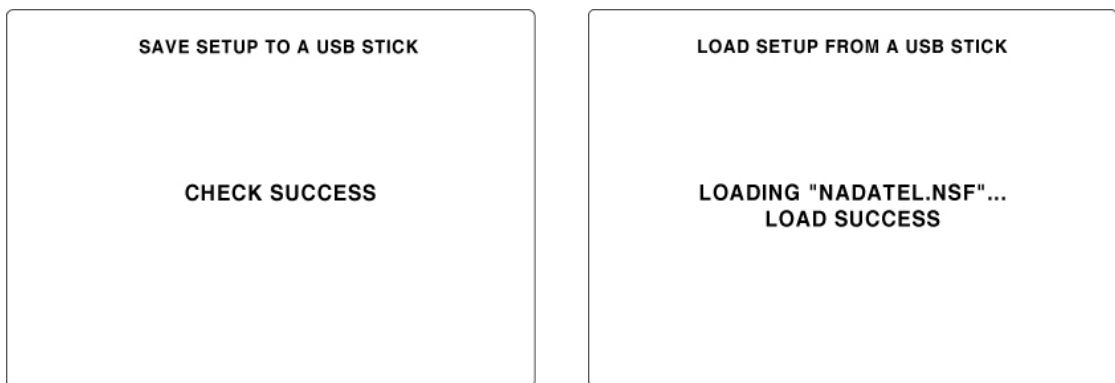 SAVE SETUP TO A USB STICK
CHECK SUCCESS
LOAD SETUP FROM A USB STICK
LOADING "NADATEL.NSF"...
LOAD SUCCESS